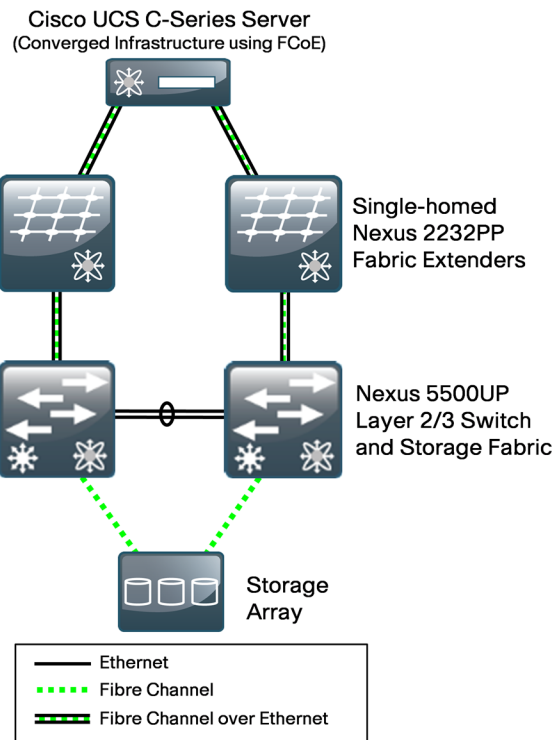 Cisco UCS C-Series Server
(Converged Infrastructure using FCoE)
Single-homed
Nexus 2232PP
Fabric Extenders
Nexus 5500UP
Layer 2/3 Switch
and Storage Fabric
Storage
Array
Ethernet
Fibre Channel
Fibre Channel over Ethernet